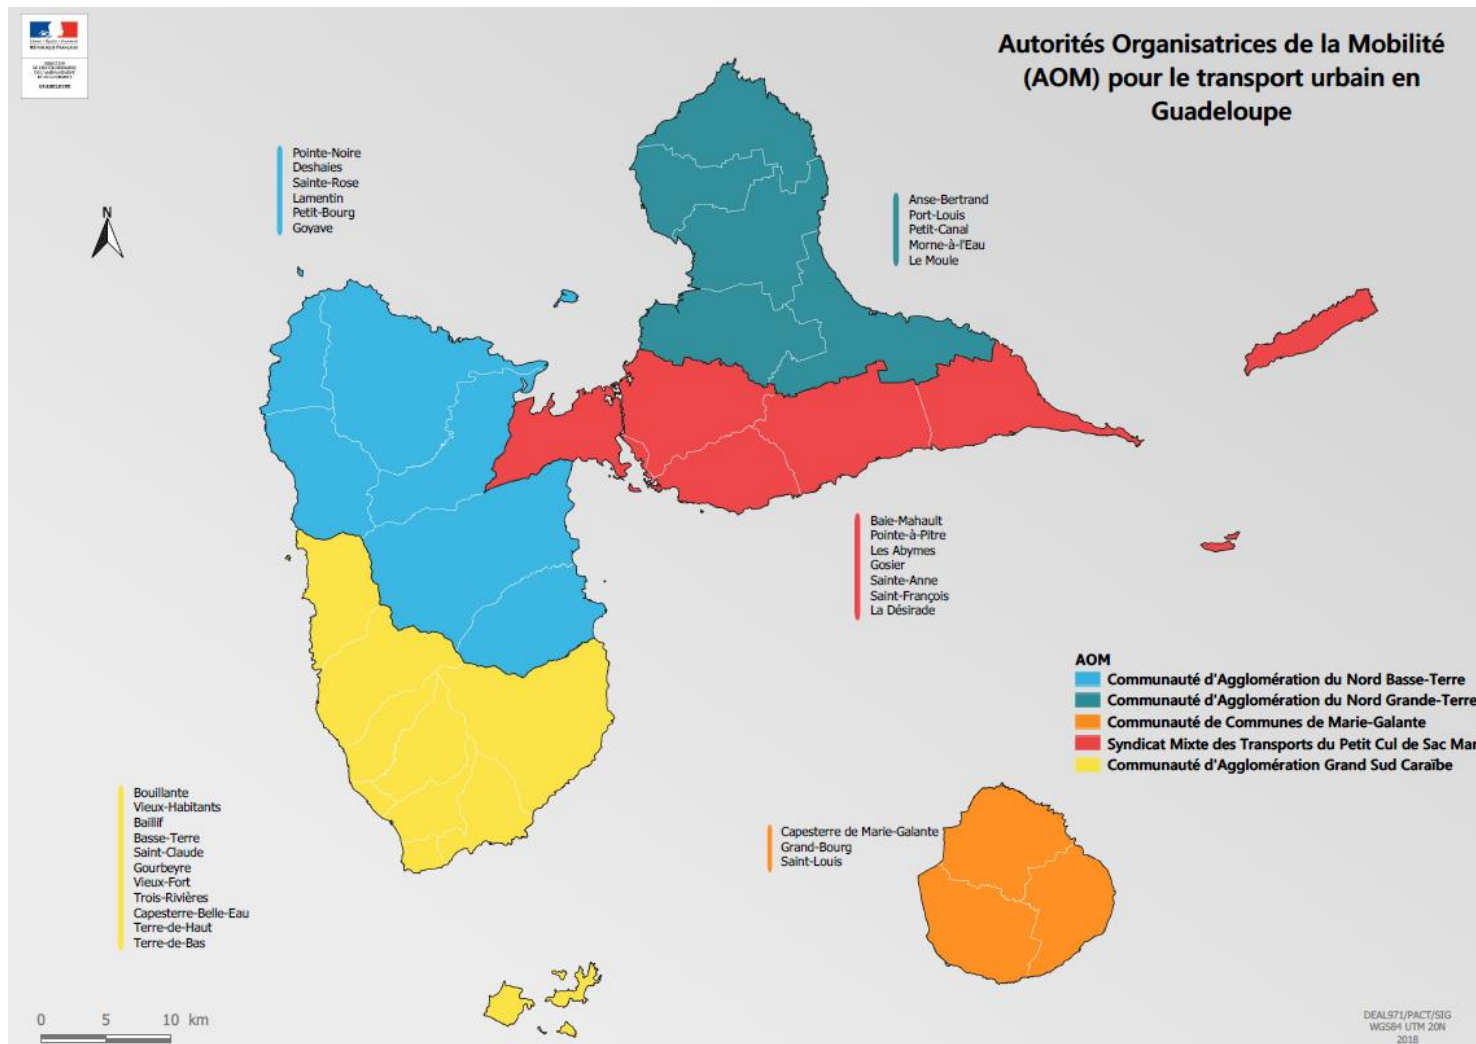 RÉPUBLIQUE FRANÇAISE
GUADELOUPE
Autorités Organisatrices de la Mobilité
(AOM) pour le transport urbain en
Guadeloupe
Pointe-Noire
Deshaies
Sainte-Rose
Lamentin
Petit-Bourg
Goyave
N
Anse-Bertrand
Port-Louis
Petit-Canal
Morne-à-l'Eau
Le Moule
Baie-Mahault
Pointe-à-Pitre
Les Abymes
Gosier
Sainte-Anne
Saint-François
La Désirade
AOM
Communauté d'Agglomération du Nord Basse-Terre
Communauté d'Agglomération du Nord Grande-Terre
Communauté de Communes de Marie-Galante
Syndicat Mixte des Transports du Petit Cul de Sac Mar
Communauté d'Agglomération Grand Sud Caraïbe
Bouillante
Vieux-Habitants
Baillif
Basse-Terre
Saint-Claude
Gourbeyre
Vieux-Fort
Trois-Rivières
Capesterre-Belle-Eau
Terre-de-Haut
Terre-de-Bas
Capesterre de Marie-Galante
Grand-Bourg
Saint-Louis
0 5 10 km
DEAL971/PACT/SIG
WGS84 UTM 20N
2018